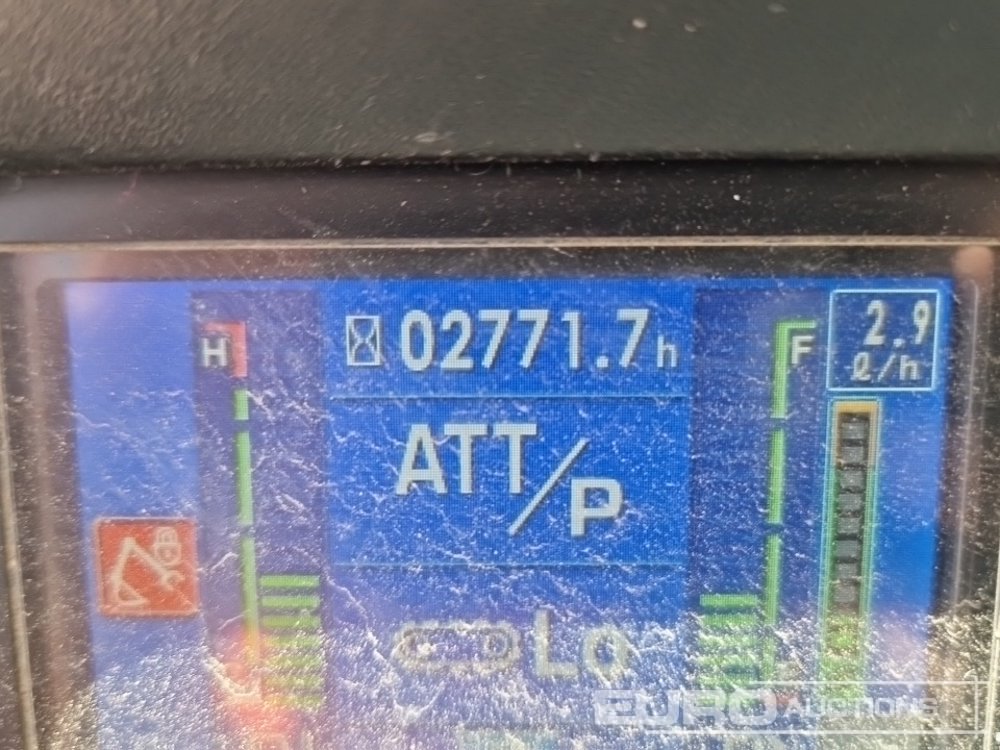 H
02771.7h
F
2.9
ℓ/h
ATT/P
Lo
EURO AUCTIONS